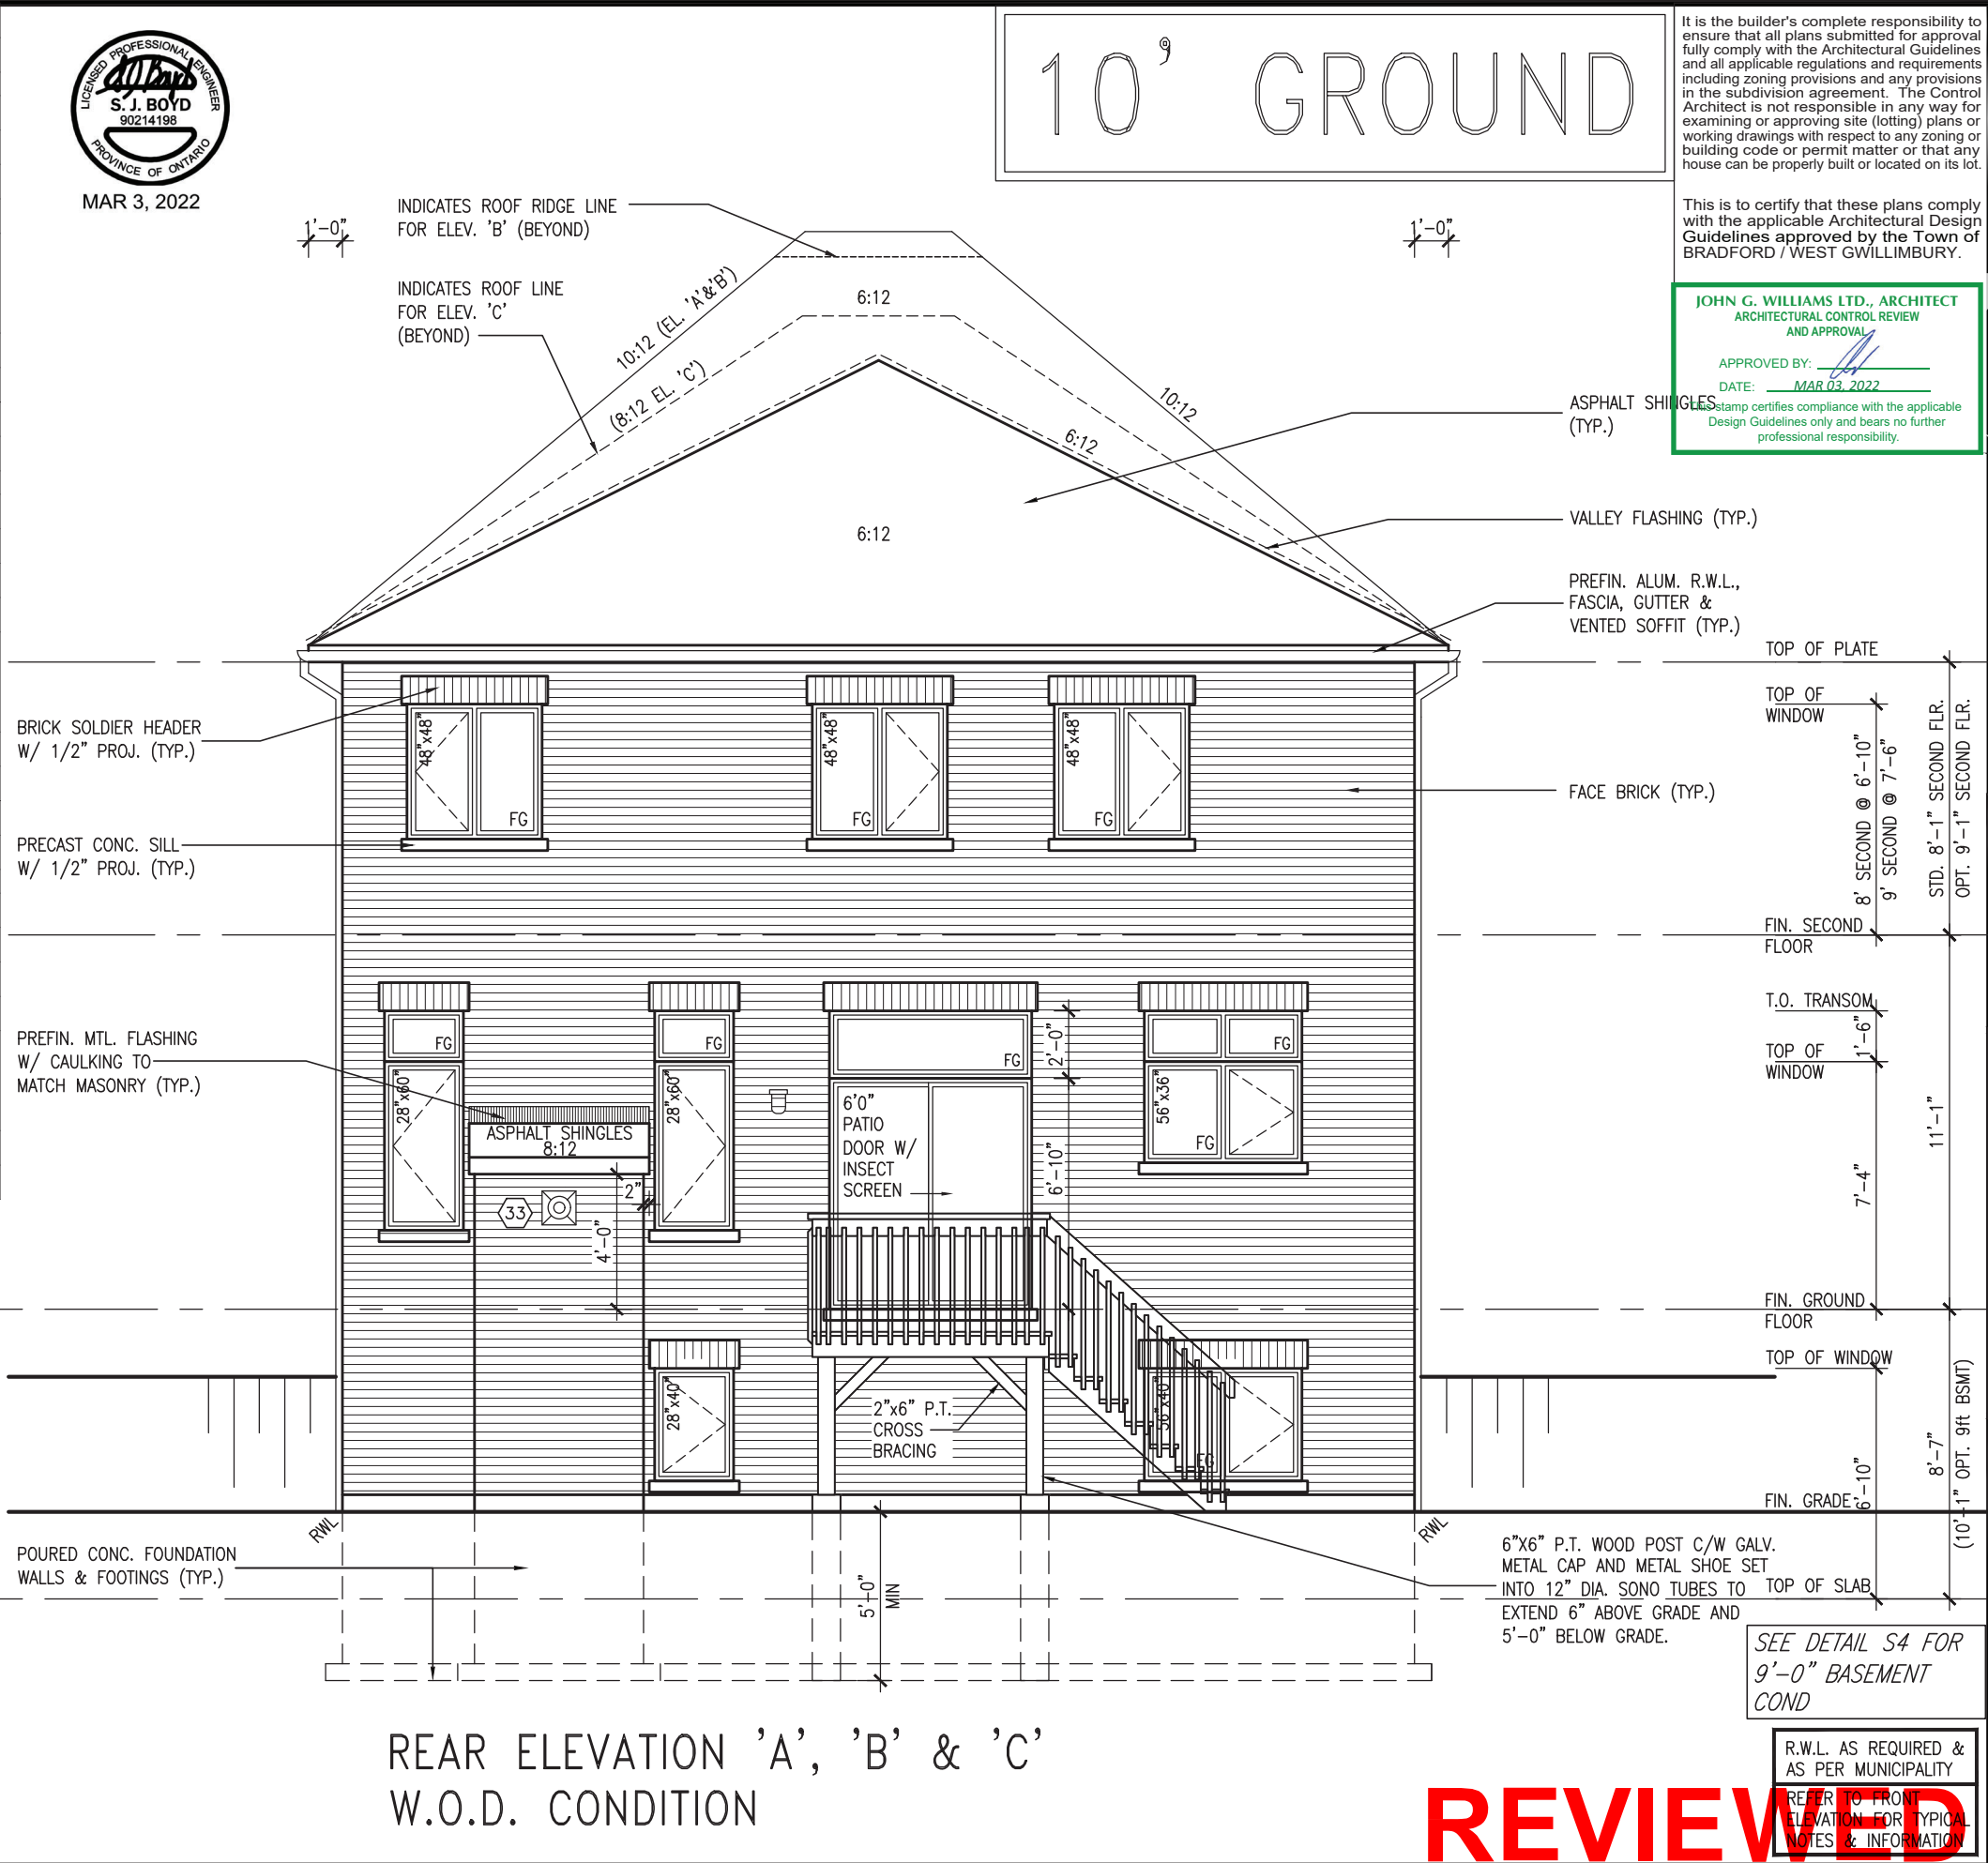 LICENSED PROFESSIONAL ENGINEER
S. J. BOYD
90214198
PROVINCE OF ONTARIO
MAR 3, 2022
10' GROUND
It is the builder's complete responsibility to
ensure that all plans submitted for approval
fully comply with the Architectural Guidelines
and all applicable regulations and requirements
including zoning provisions and any provisions
in the subdivision agreement. The Control
Architect is not responsible in any way for
examining or approving site (lotting) plans or
working drawings with respect to any zoning or
building code or permit matter or that any
house can be properly built or located on its lot.
This is to certify that these plans comply
with the applicable Architectural Design
Guidelines approved by the Town of
BRADFORD / WEST GWILLIMBURY.
JOHN G. WILLIAMS LTD., ARCHITECT
ARCHITECTURAL CONTROL REVIEW
AND APPROVAL
APPROVED BY:
DATE: MAR 03, 2022
This stamp certifies compliance with the applicable
Design Guidelines only and bears no further
professional responsibility.
1'-0"
1'-0"
INDICATES ROOF RIDGE LINE
FOR ELEV. 'B' (BEYOND)
INDICATES ROOF LINE
FOR ELEV. 'C'
(BEYOND)
10:12 (EL. 'A'&'B')
(8:12 EL. 'C')
6:12
10:12
6:12
6:12
ASPHALT SHINGLES
(TYP.)
VALLEY FLASHING (TYP.)
PREFIN. ALUM. R.W.L.,
FASCIA, GUTTER &
VENTED SOFFIT (TYP.)
TOP OF PLATE
TOP OF
WINDOW
BRICK SOLDIER HEADER
W/ 1/2" PROJ. (TYP.)
48"x48"
FG
48"x48"
FG
48"x48"
FG
FACE BRICK (TYP.)
8' SECOND @ 6'-10"
9' SECOND @ 7'-6"
STD. 8'-1" SECOND FLR.
OPT. 9'-1" SECOND FLR.
PRECAST CONC. SILL
W/ 1/2" PROJ. (TYP.)
FIN. SECOND
FLOOR
T.O. TRANSOM
1'-6"
TOP OF
WINDOW
PREFIN. MTL. FLASHING
W/ CAULKING TO
MATCH MASONRY (TYP.)
FG
28"x60"
FG
28"x60"
FG
2'-0"
FG
FG
56"x36"
FG
ASPHALT SHINGLES
8:12
6'0"
PATIO
DOOR W/
INSECT
SCREEN
6'-10"
2"
33
4'-0"
11'-1"
7'-4"
FIN. GROUND
FLOOR
TOP OF WINDOW
28"x40"
2"x6" P.T.
CROSS
BRACING
56"x40"
FG
8'-7"
(10'-1" OPT. 9ft BSMT)
6'-10"
FIN. GRADE
RWL
RWL
POURED CONC. FOUNDATION
WALLS & FOOTINGS (TYP.)
5'-0"
MIN
6"X6" P.T. WOOD POST C/W GALV.
METAL CAP AND METAL SHOE SET
INTO 12" DIA. SONO TUBES TO
EXTEND 6" ABOVE GRADE AND
5'-0" BELOW GRADE.
TOP OF SLAB
SEE DETAIL S4 FOR
9'-0" BASEMENT
COND
REAR ELEVATION 'A', 'B' & 'C'
W.O.D. CONDITION
R.W.L. AS REQUIRED &
AS PER MUNICIPALITY
REFER TO FRONT
ELEVATION FOR TYPICAL
NOTES & INFORMATION
REVIEWED